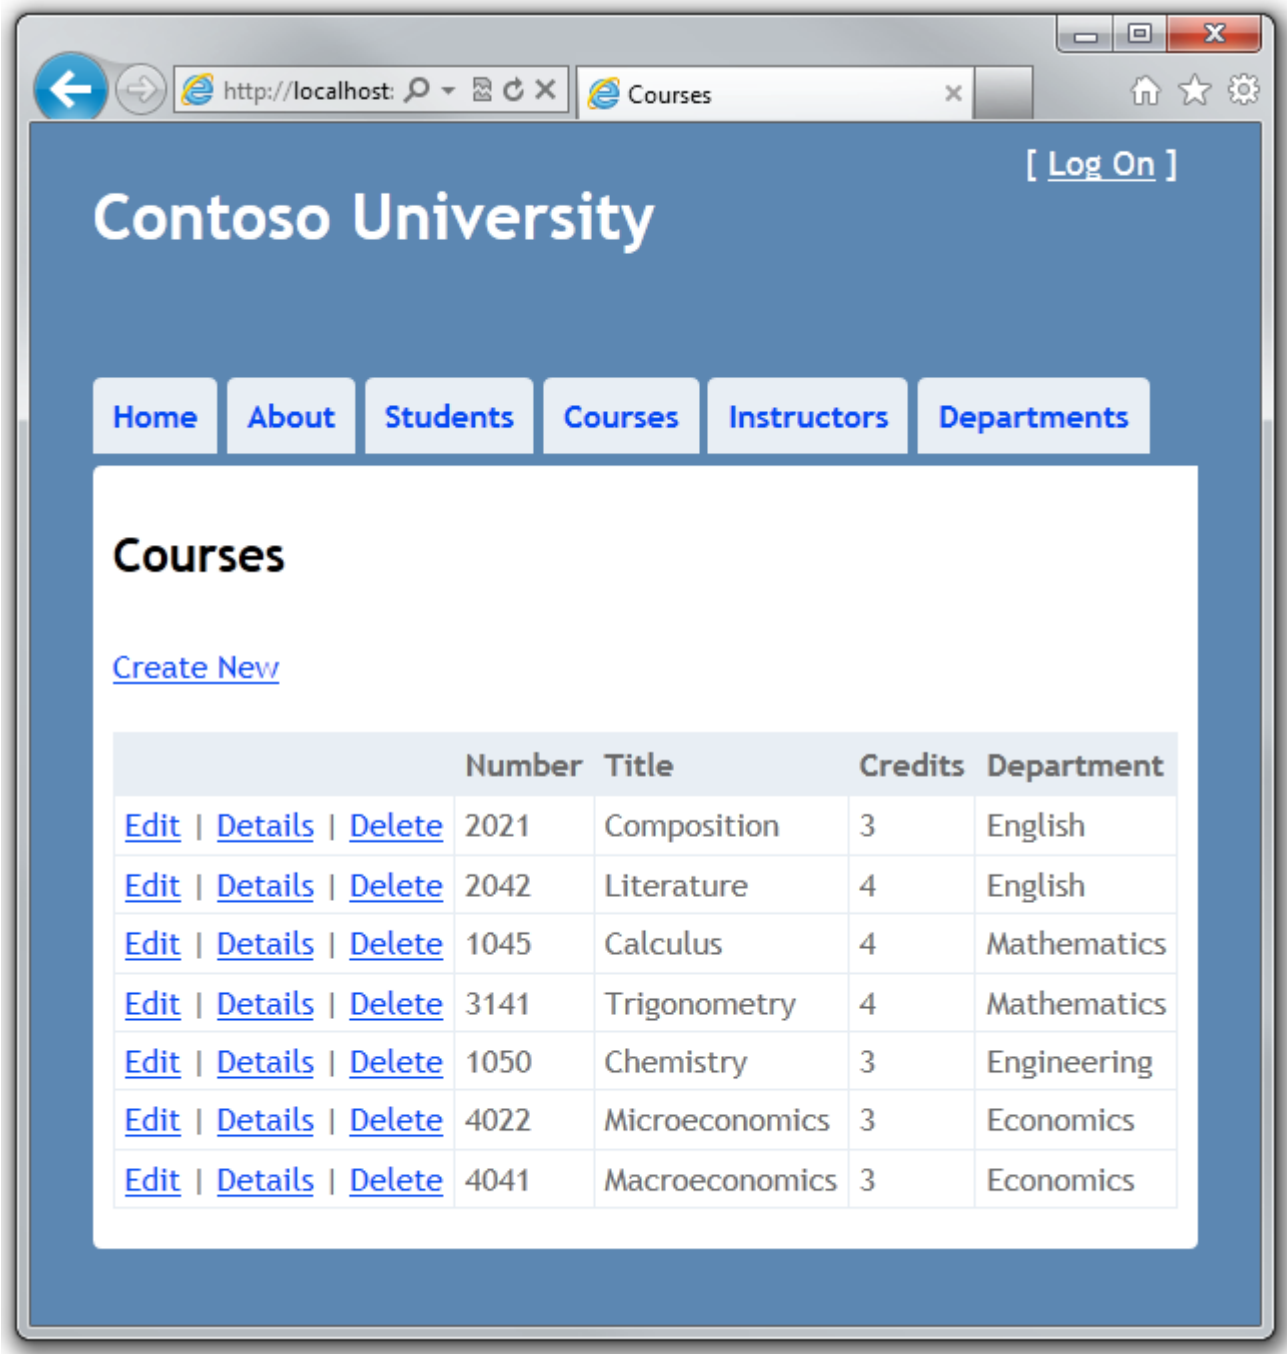 http://localhost: Courses
[ Log On ]
Contoso University
Home About Students Courses Instructors Departments
Courses
Create New
Number Title Credits Department
Edit | Details | Delete 2021 Composition 3 English
Edit | Details | Delete 2042 Literature 4 English
Edit | Details | Delete 1045 Calculus 4 Mathematics
Edit | Details | Delete 3141 Trigonometry 4 Mathematics
Edit | Details | Delete 1050 Chemistry 3 Engineering
Edit | Details | Delete 4022 Microeconomics 3 Economics
Edit | Details | Delete 4041 Macroeconomics 3 Economics